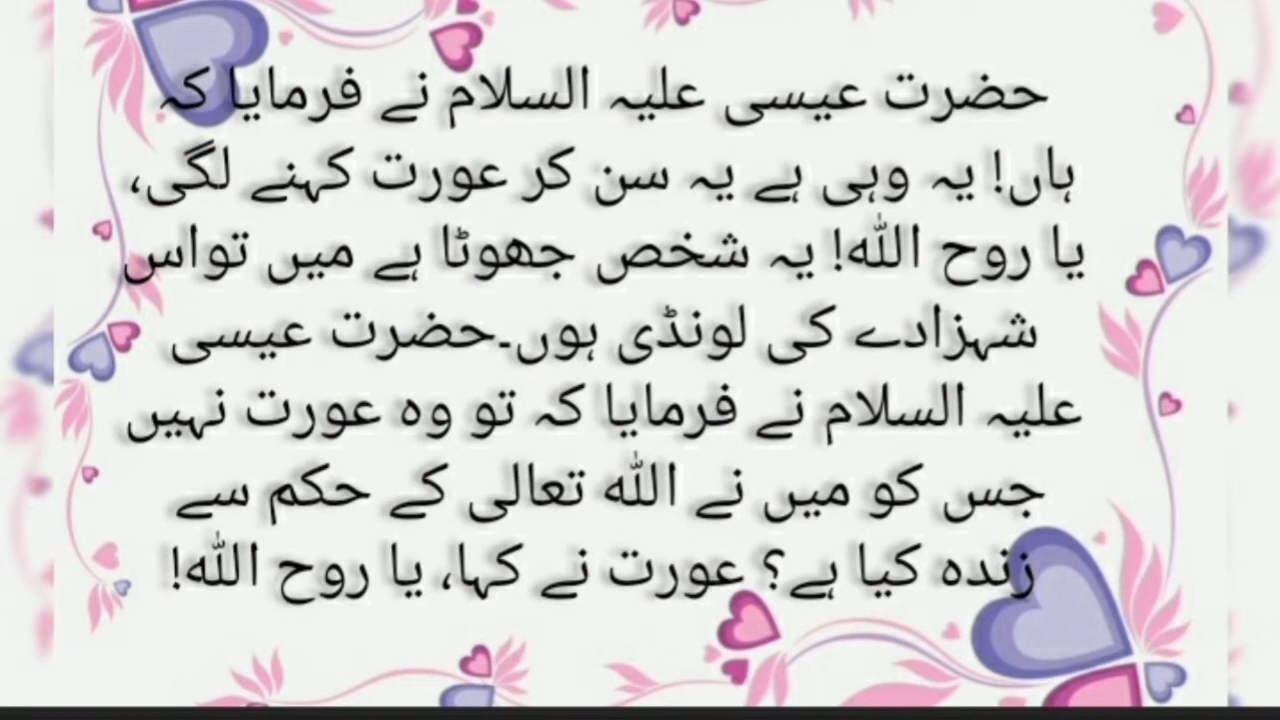 حضرت عیسی علیہ السلام نے فرمایا کہ
ہاں! یہ وہی ہے یہ سن کر عورت کہنے لگی،
یا روح اللہ! یہ شخص جھوٹا ہے میں تواس
شہزادے کی لونڈی ہوں۔حضرت عیسی
علیہ السلام نے فرمایا کہ تو وہ عورت نہیں
جس کو میں نے اللہ تعالی کے حکم سے
زندہ کیا ہے؟ عورت نے کہا، یا روح اللہ!